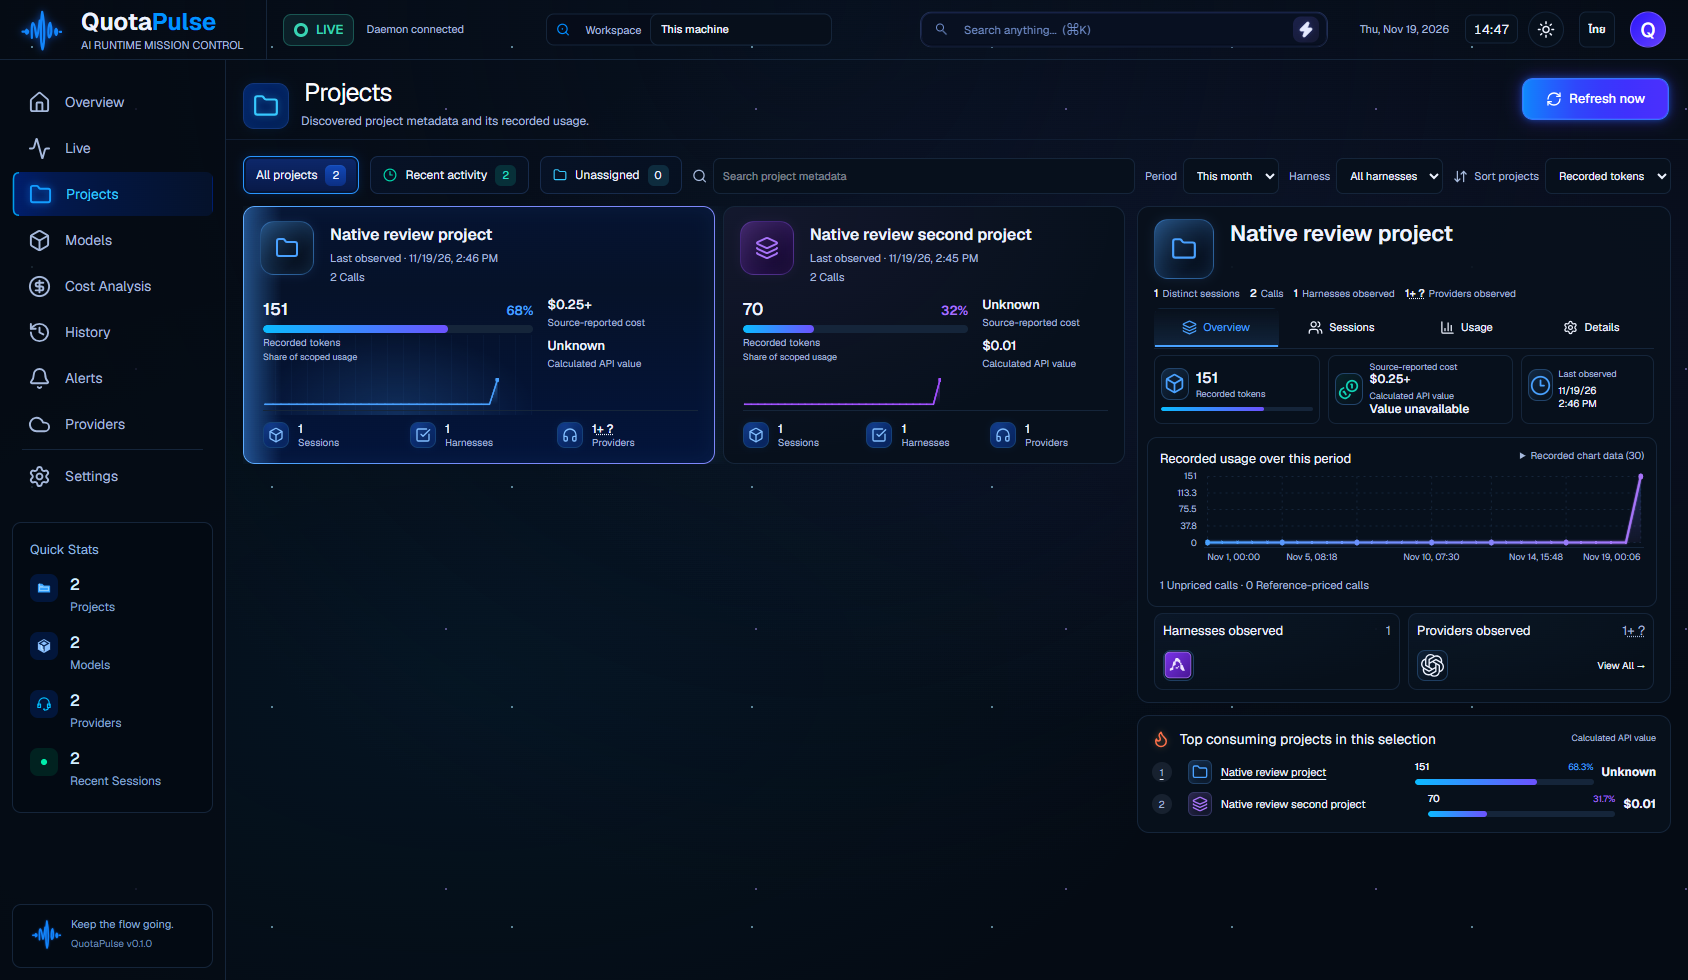 QuotaPulse
AI RUNTIME MISSION CONTROL
LIVE
Daemon connected
Workspace
This machine
Search anything... (⌘K)
Thu, Nov 19, 2026
14:47
ไทย
Q
Overview
Live
Projects
Models
Cost Analysis
History
Alerts
Providers
Settings
Quick Stats
2
Projects
2
Models
2
Providers
2
Recent Sessions
Keep the flow going.
QuotaPulse v0.1.0
Projects
Discovered project metadata and its recorded usage.
Refresh now
All projects 2
Recent activity 2
Unassigned 0
Search project metadata
Period
This month
Harness
All harnesses
Sort projects
Recorded tokens
Native review project
Last observed · 11/19/26, 2:46 PM
2 Calls
151
68%
Recorded tokens
Share of scoped usage
$0.25+
Source-reported cost
Unknown
Calculated API value
1
Sessions
1
Harnesses
1+ ?
Providers
Native review second project
Last observed · 11/19/26, 2:45 PM
2 Calls
70
32%
Recorded tokens
Share of scoped usage
Unknown
Source-reported cost
$0.01
Calculated API value
1
Sessions
1
Harnesses
1
Providers
Native review project
1 Distinct sessions
2 Calls
1 Harnesses observed
1+ ? Providers observed
Overview
Sessions
Usage
Details
151
Recorded tokens
Source-reported cost
$0.25+
Calculated API value
Value unavailable
Last observed
11/19/26
2:46 PM
Recorded usage over this period
Recorded chart data (30)
151
113.3
75.5
37.8
0
Nov 1, 00:00
Nov 5, 08:18
Nov 10, 07:30
Nov 14, 15:48
Nov 19, 00:06
1 Unpriced calls · 0 Reference-priced calls
Harnesses observed
1
Providers observed
1+ ?
View All →
Top consuming projects in this selection
Calculated API value
1
Native review project
151
68.3%
Unknown
2
Native review second project
70
31.7%
$0.01